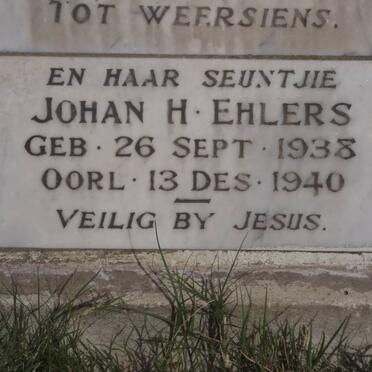 TOT WEERSIENS.
EN HAAR SEUNTJIE
JOHAN H. EHLERS
GEB. 26 SEPT. 1938
OORL. 13 DES. 1940
VEILIG BY JESUS.